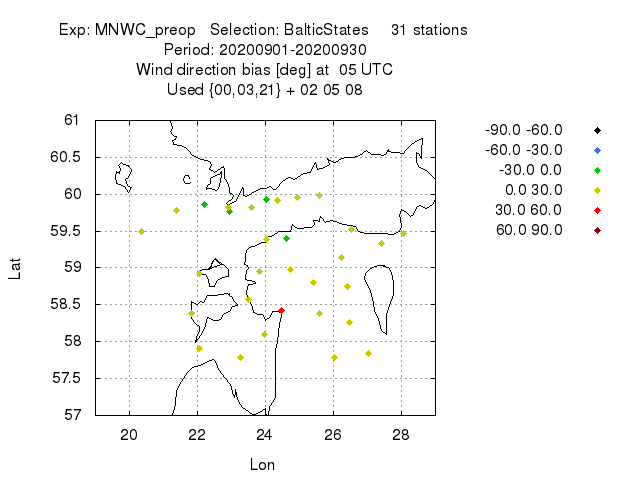 Exp: MNWC_preop   Selection: BalticStates     31 stations
Period: 20200901-20200930
Wind direction bias [deg] at  05 UTC
Used {00,03,21} + 02 05 08
-90.0 -60.0
-60.0 -30.0
-30.0 0.0
0.0 30.0
30.0 60.0
60.0 90.0
61
60.5
60
59.5
59
58.5
58
57.5
57
Lat
20 22 24 26 28
Lon